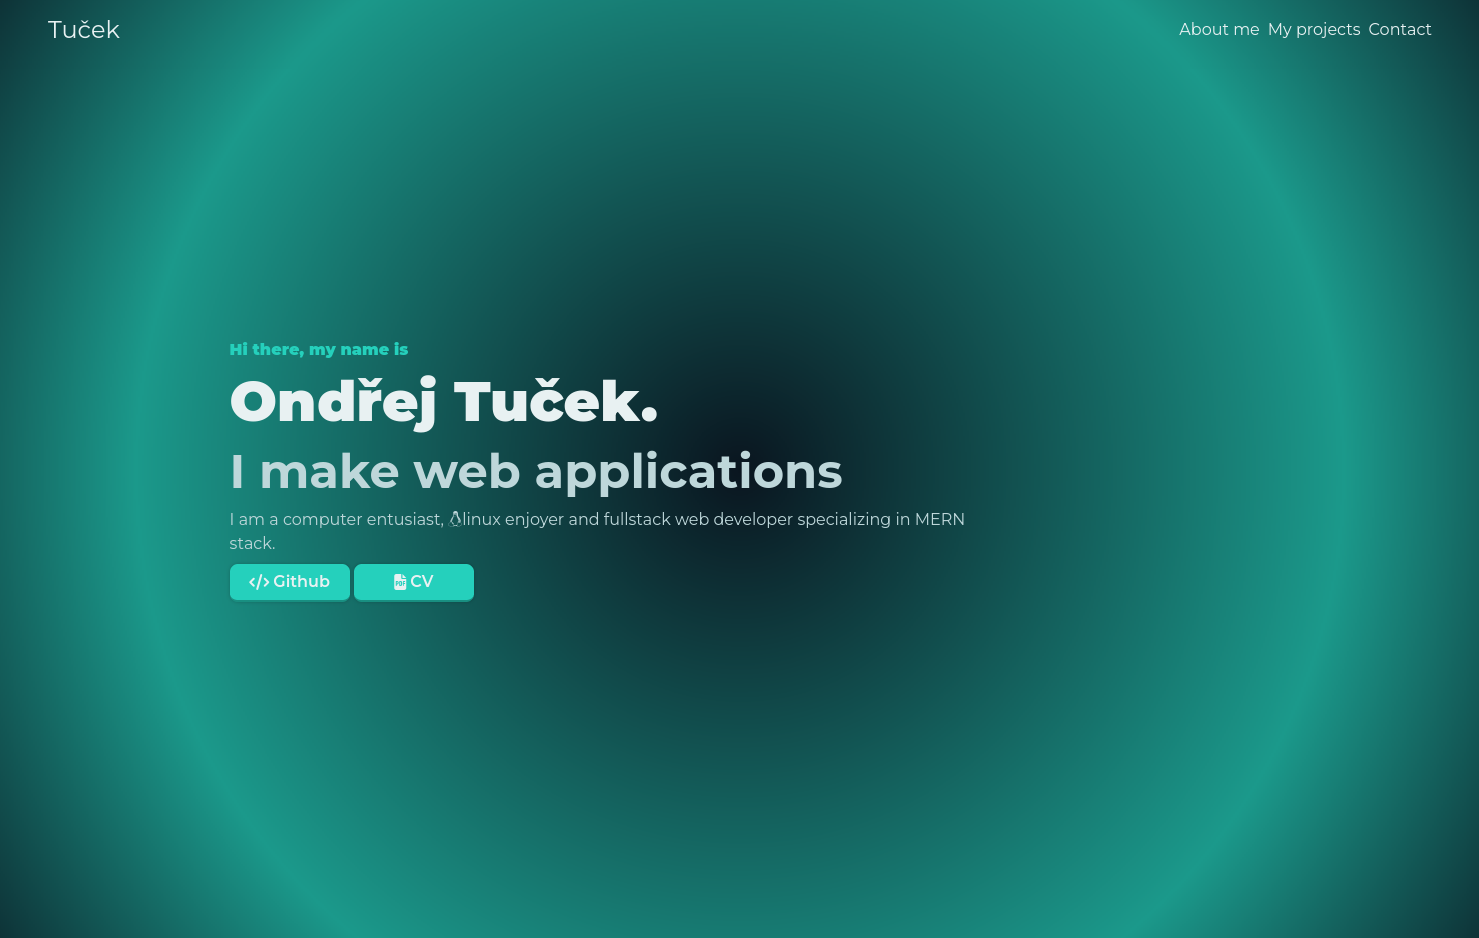 Tuček
About me My projects Contact
Hi there, my name is
Ondřej Tuček.
I make web applications
I am a computer entusiast, linux enjoyer and fullstack web developer specializing in MERN
stack.
Github
CV